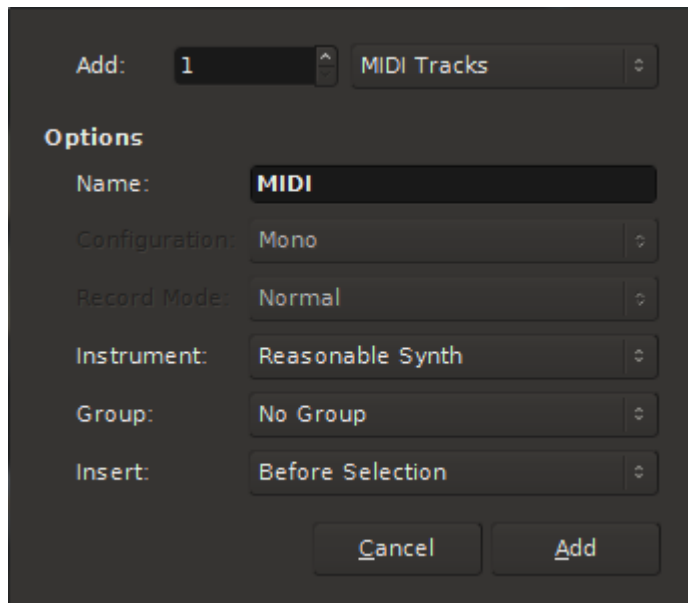 Add: 1 MIDI Tracks
Options
Name: MIDI
Configuration: Mono
Record Mode: Normal
Instrument: Reasonable Synth
Group: No Group
Insert: Before Selection
Cancel Add